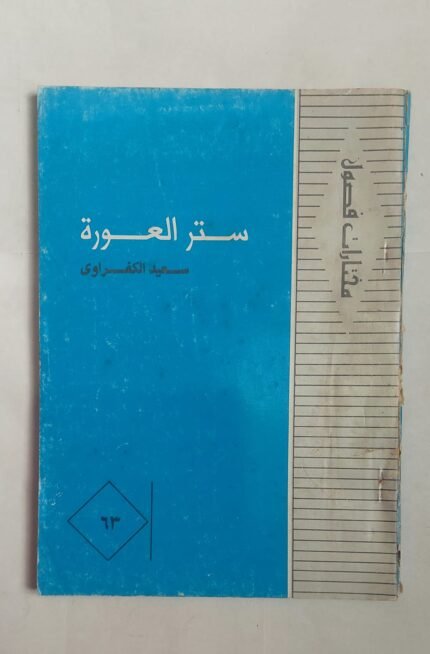 ستر العورة
سعيد الكفراوى
مختارات فصول
٦٣